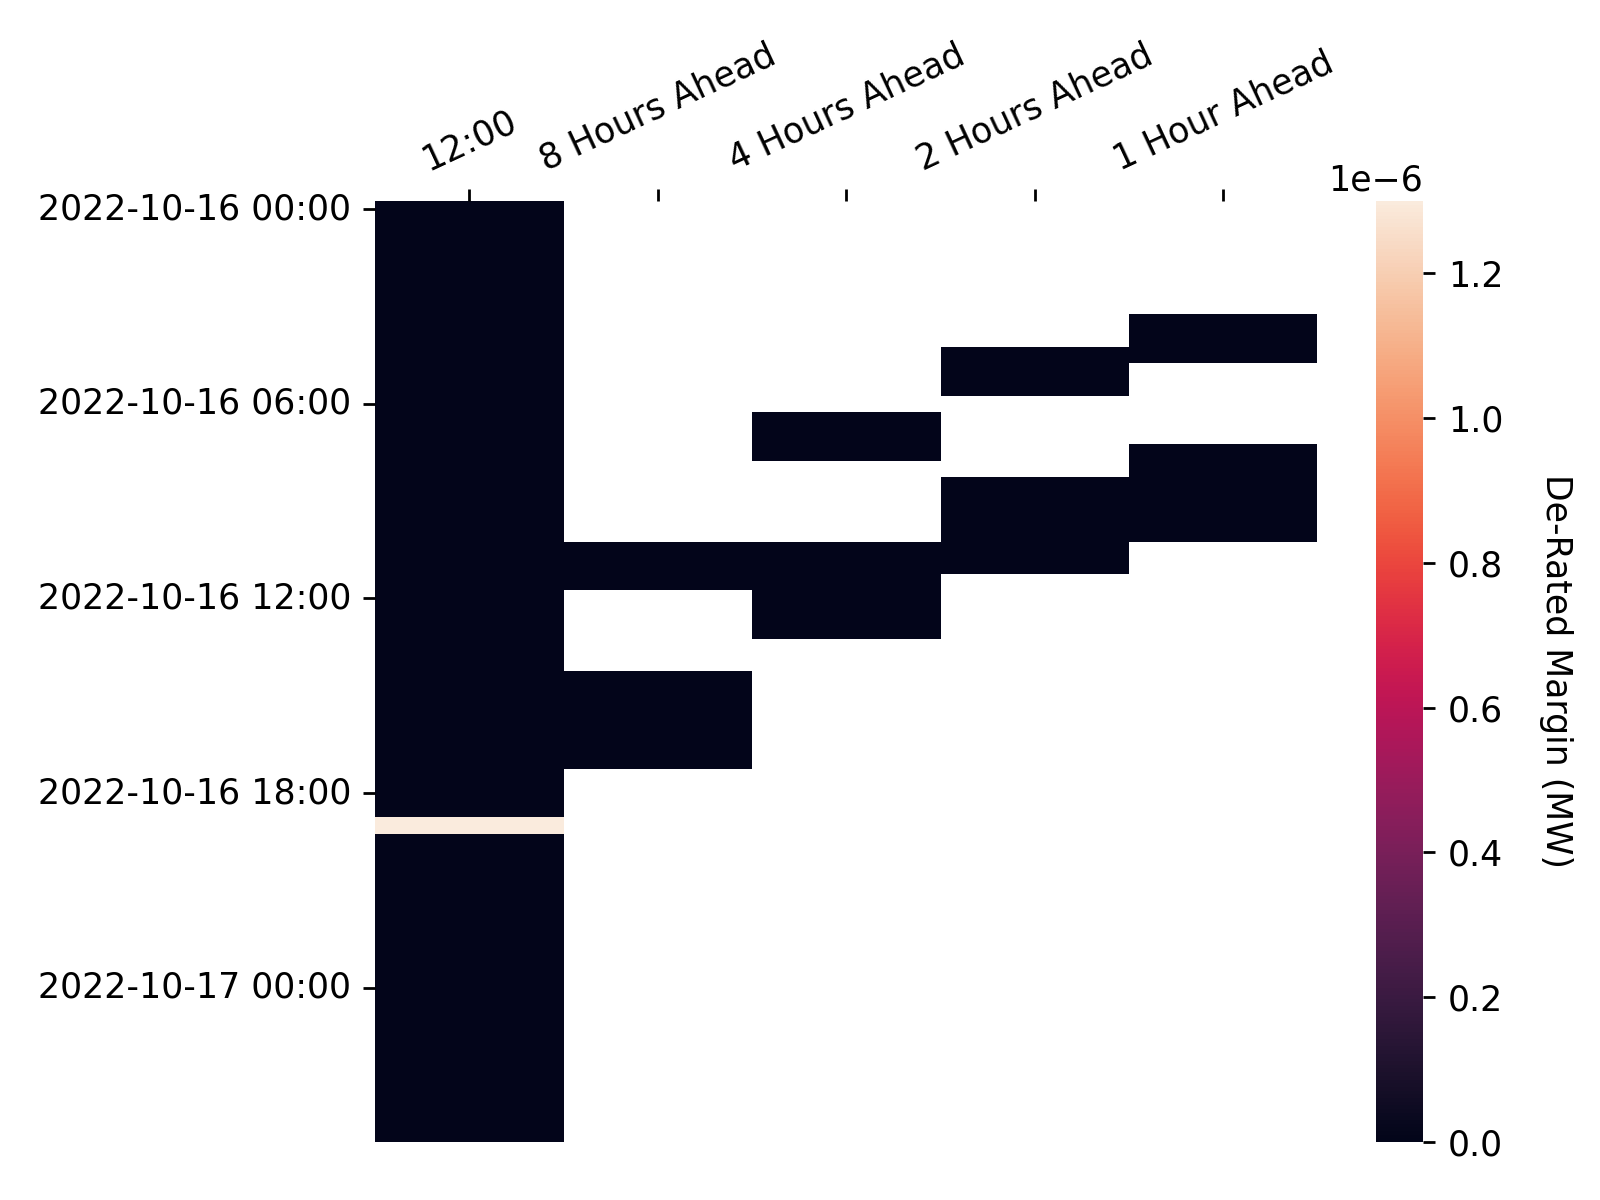 12:00
8 Hours Ahead
4 Hours Ahead
2 Hours Ahead
1 Hour Ahead
1e−6
2022-10-16 00:00
2022-10-16 06:00
2022-10-16 12:00
2022-10-16 18:00
2022-10-17 00:00
1.2
1.0
0.8
0.6
0.4
0.2
0.0
De-Rated Margin (MW)